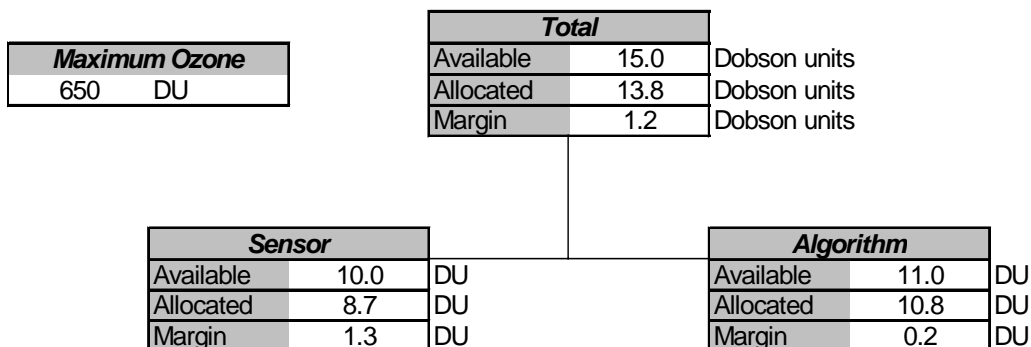 Total
Maximum Ozone
Available 15.0 Dobson units
650 DU
Allocated 13.8 Dobson units
Margin 1.2 Dobson units
Sensor
Available 10.0 DU
Allocated 8.7 DU
Margin 1.3 DU
Algorithm
Available 11.0 DU
Allocated 10.8 DU
Margin 0.2 DU